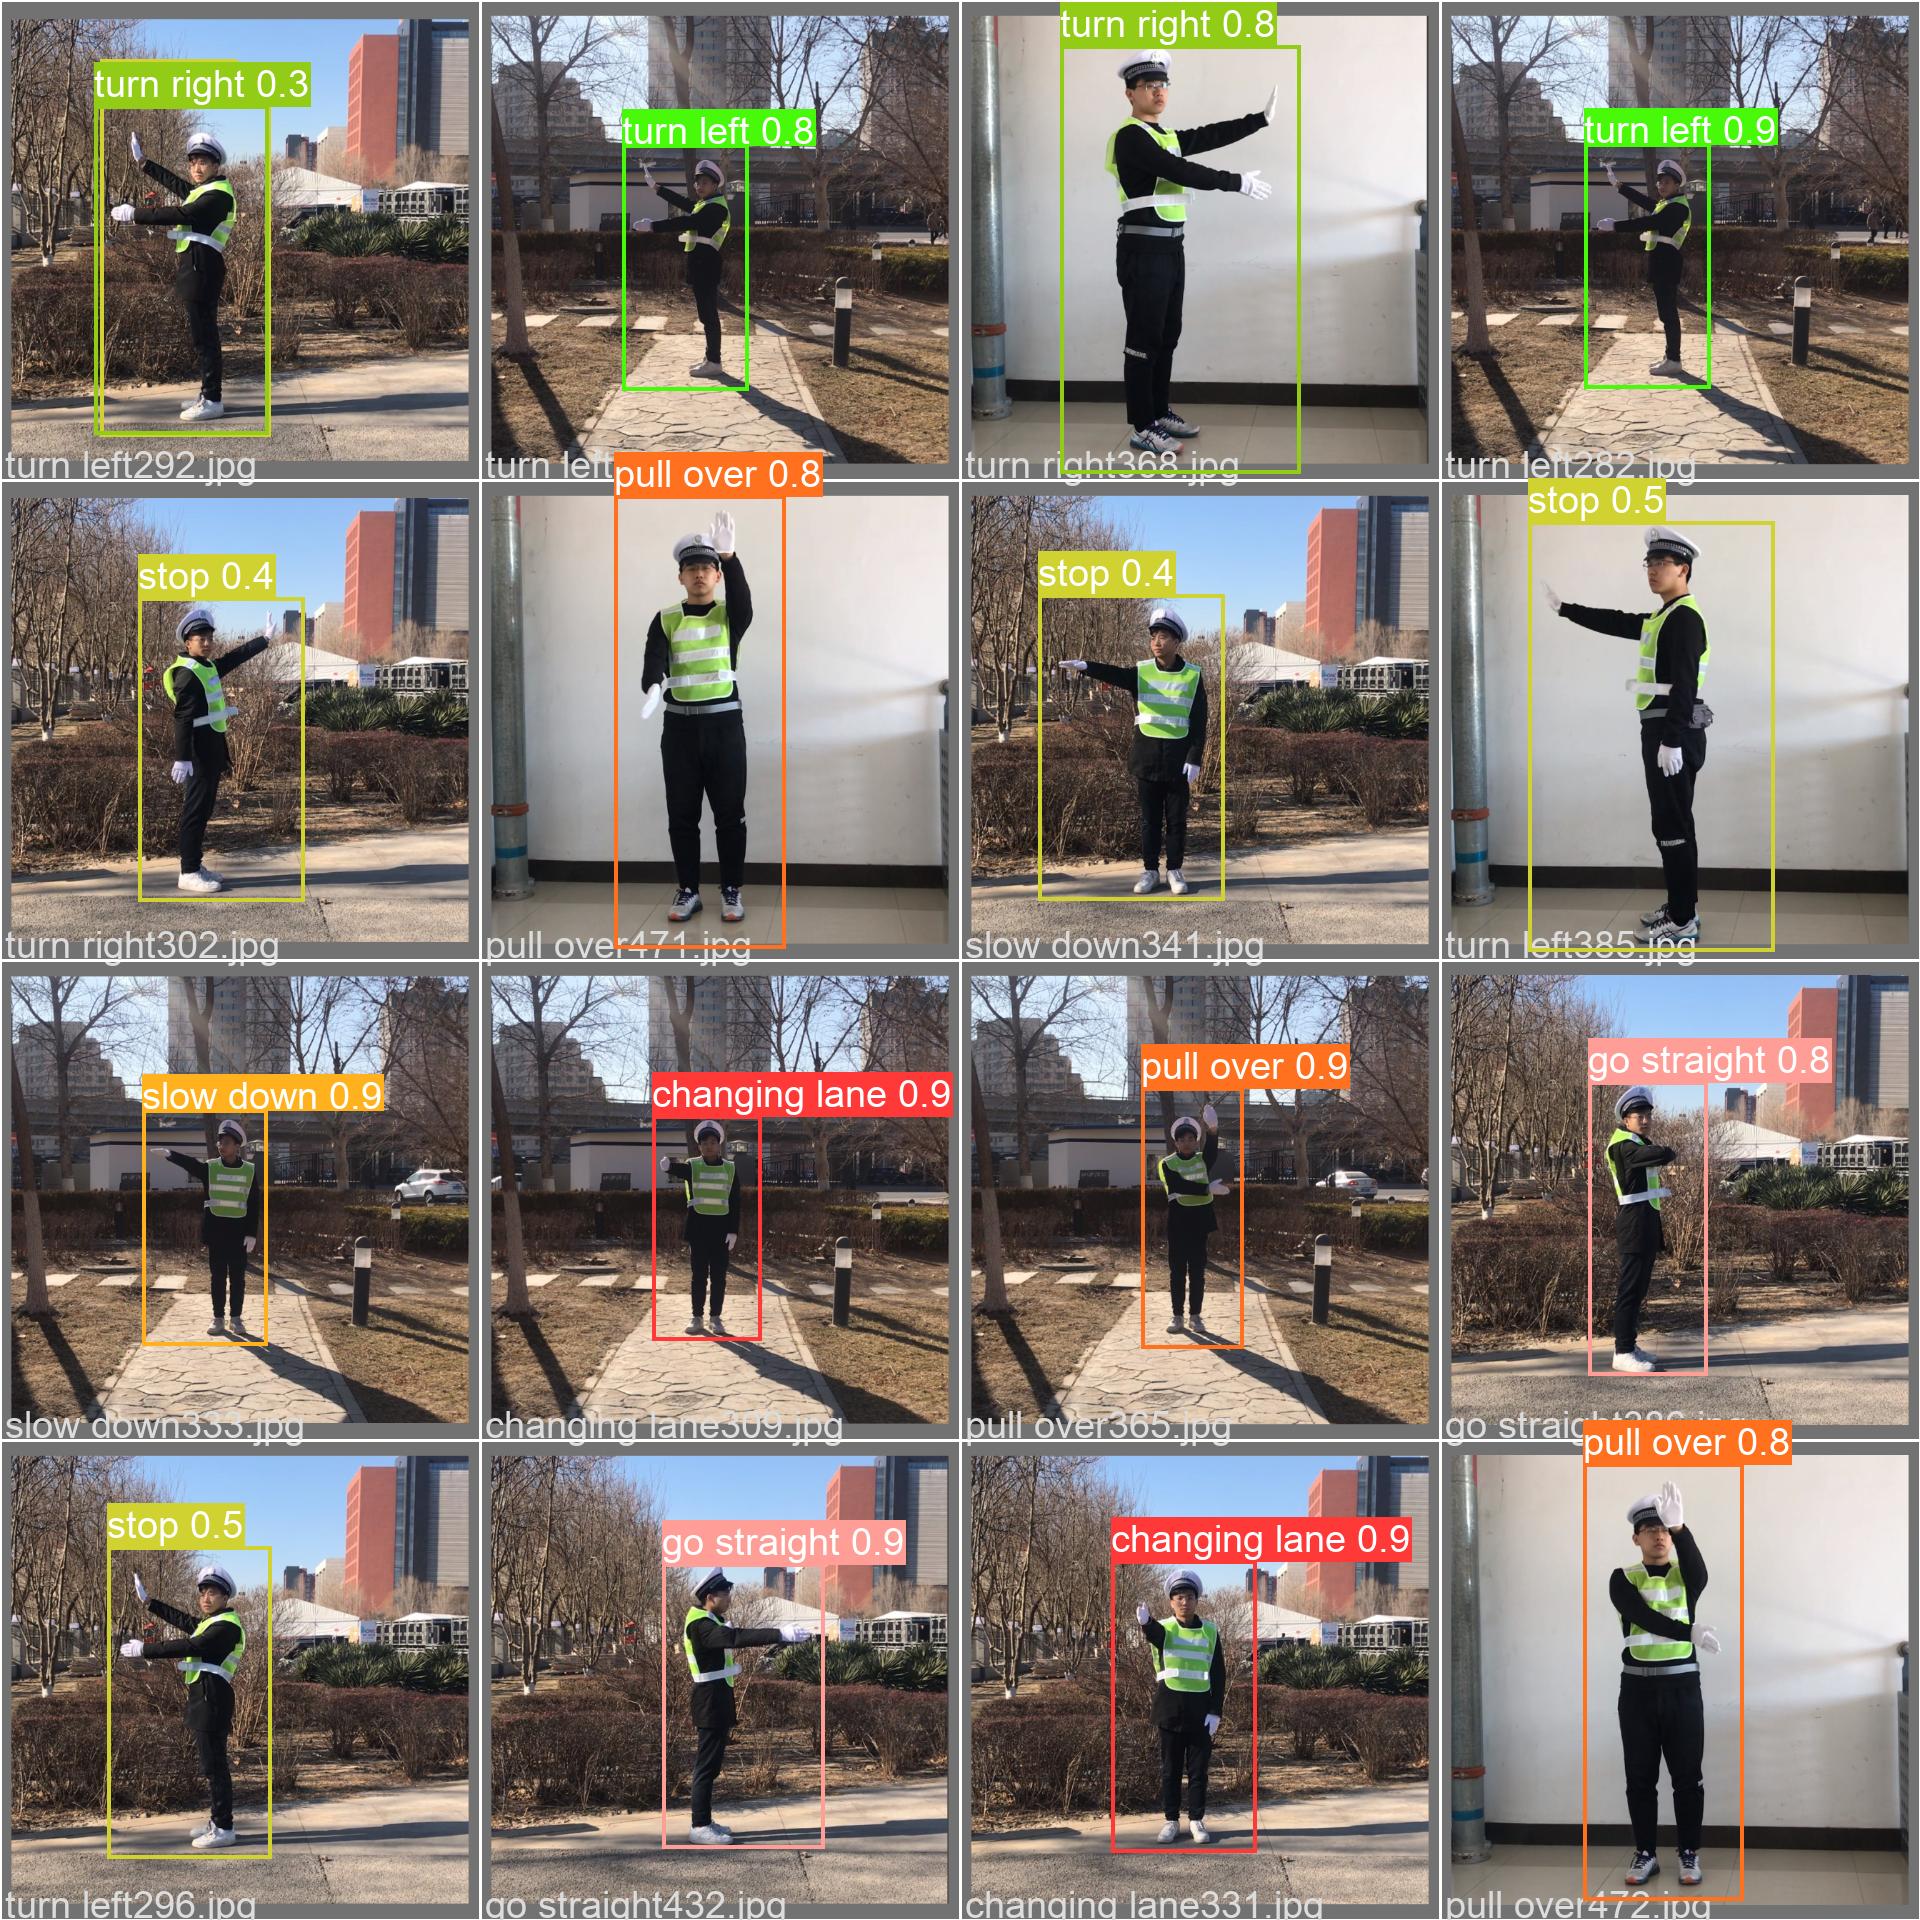 turn right 0.3
turn left292.jpg
turn left 0.8
turn left
turn right 0.8
turn right368.jpg
turn left 0.9
turn left282.jpg
stop 0.4
turn right302.jpg
pull over 0.8
pull over471.jpg
stop 0.4
slow down341.jpg
stop 0.5
turn left385.jpg
slow down 0.9
slow down333.jpg
changing lane 0.9
changing lane309.jpg
pull over 0.9
pull over365.jpg
go straight 0.8
go straight
stop 0.5
turn left296.jpg
go straight 0.9
go straight432.jpg
changing lane 0.9
changing lane331.jpg
pull over 0.8
pull over472.jpg